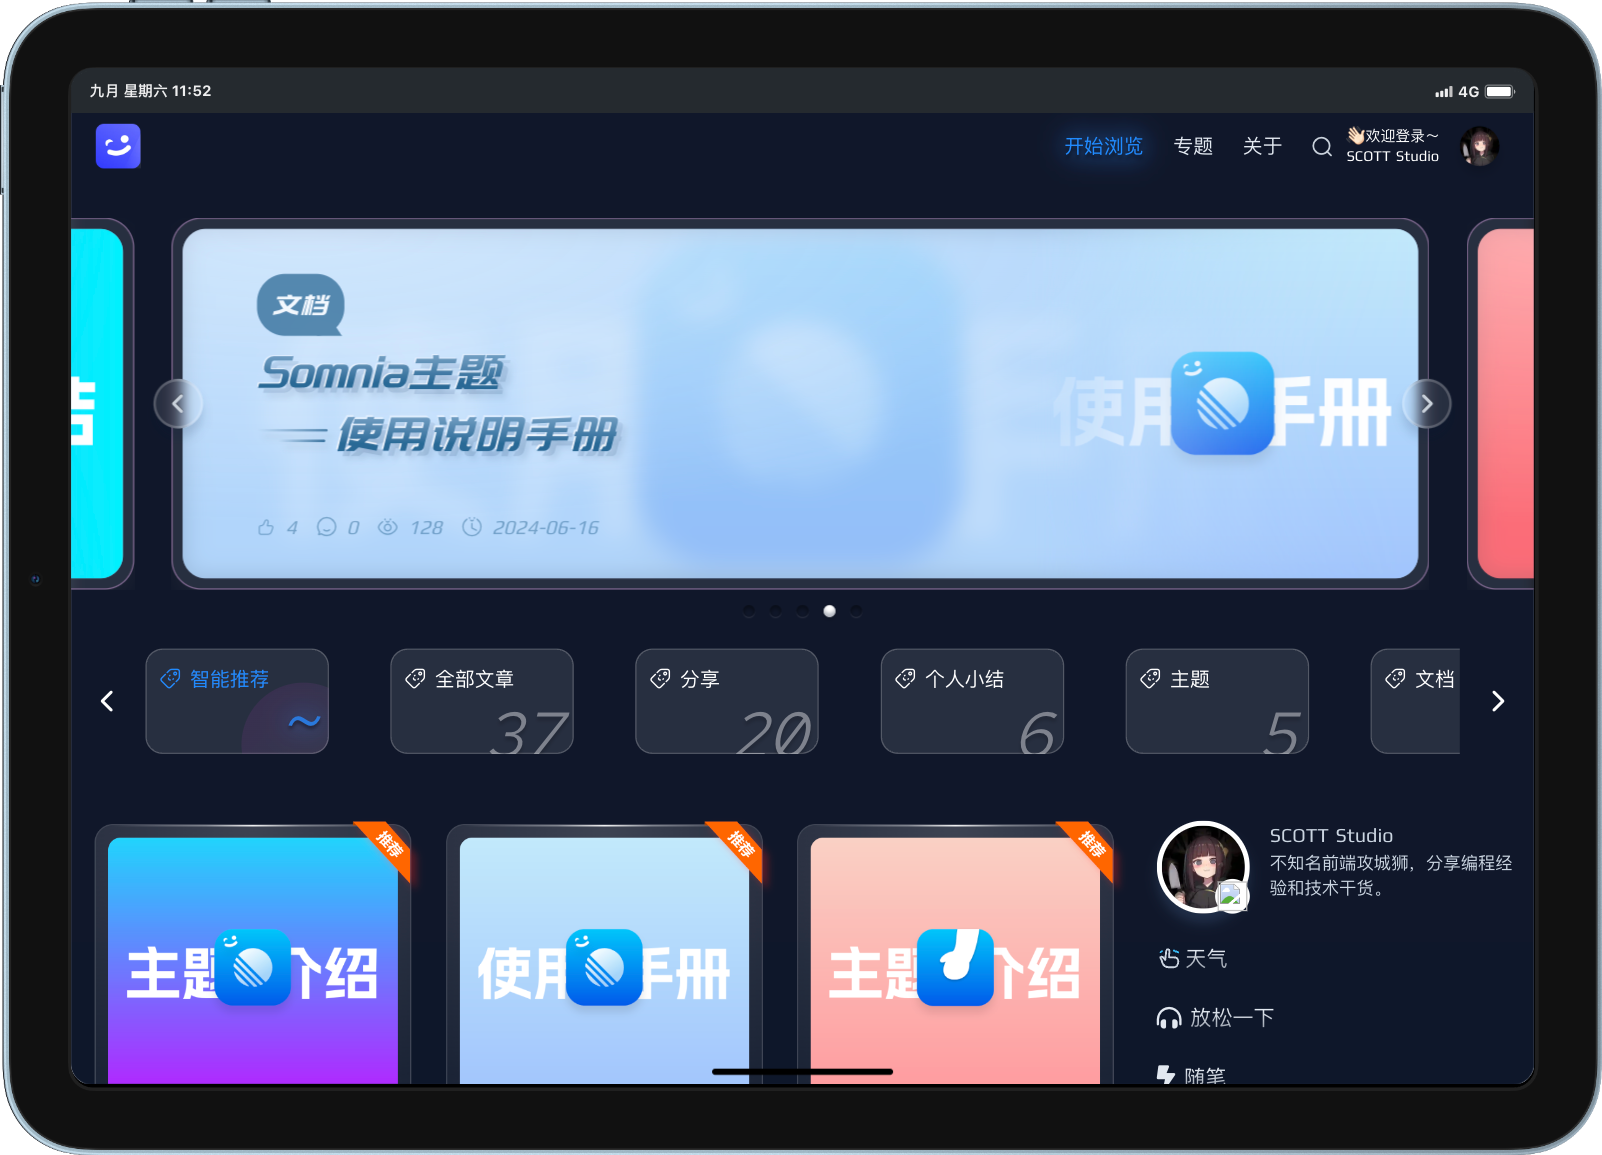 九月 星期六 11:52
4G
开始浏览
专题
关于
👋🏻欢迎登录~
SCOTT Studio
文档
Somnia主题
——使用说明手册
4
0
128
2024-06-16
使用手册
智能推荐
~
全部文章
37
分享
20
个人小结
6
主题
5
文档
推荐
主题介绍
推荐
使用手册
推荐
主题介绍
SCOTT Studio
不知名前端攻城狮，分享编程经
验和技术干货。
天气
放松一下
随笔